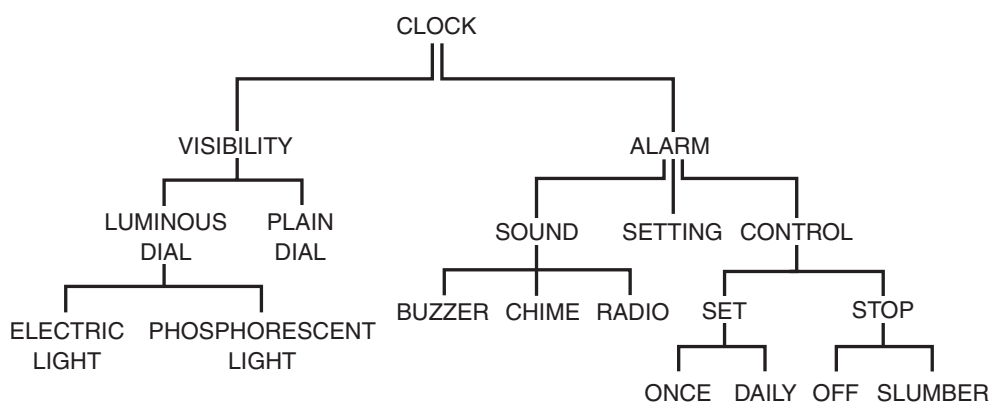 CLOCK
VISIBILITY
ALARM
LUMINOUS
DIAL
PLAIN
DIAL
SOUND
SETTING
CONTROL
ELECTRIC
LIGHT
PHOSPHORESCENT
LIGHT
BUZZER
CHIME
RADIO
SET
STOP
ONCE
DAILY
OFF
SLUMBER